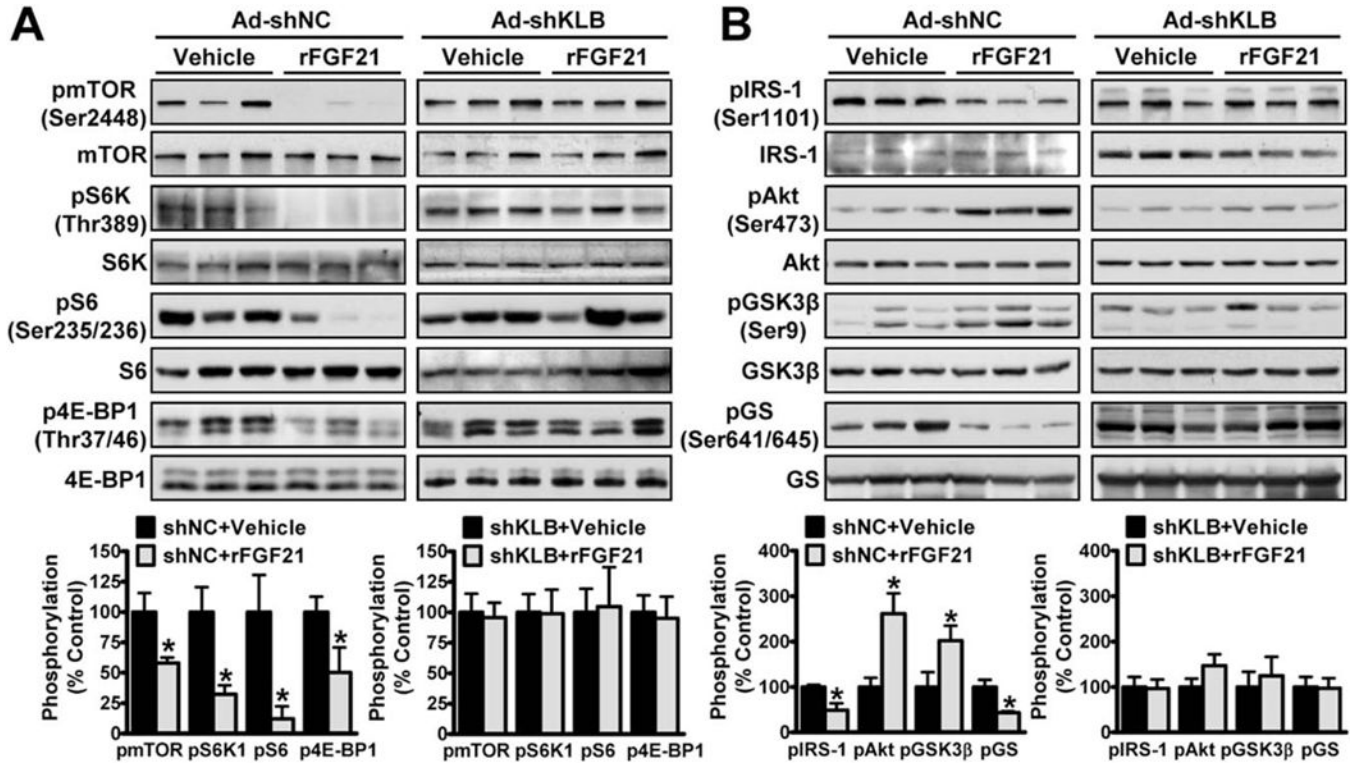 A
Ad-shNC
Ad-shKLB
Vehicle rFGF21
Vehicle rFGF21
pmTOR
(Ser2448)
mTOR
pS6K
(Thr389)
S6K
pS6
(Ser235/236)
S6
p4E-BP1
(Thr37/46)
4E-BP1
shNC+Vehicle
shNC+rFGF21
Phosphorylation
(% Control)
150
125
100
75
50
25
0
* * * *
pmTOR pS6K1 pS6 p4E-BP1
shKLB+Vehicle
shKLB+rFGF21
Phosphorylation
(% Control)
150
125
100
75
50
25
0
pmTOR pS6K1 pS6 p4E-BP1
B
Ad-shNC
Ad-shKLB
Vehicle rFGF21
Vehicle rFGF21
pIRS-1
(Ser1101)
IRS-1
pAkt
(Ser473)
Akt
pGSK3β
(Ser9)
GSK3β
pGS
(Ser641/645)
GS
shNC+Vehicle
shNC+rFGF21
Phosphorylation
(% Control)
400
300
200
100
0
* * * *
pIRS-1 pAkt pGSK3β pGS
shKLB+Vehicle
shKLB+rFGF21
Phosphorylation
(% Control)
400
300
200
100
0
pIRS-1 pAkt pGSK3β pGS